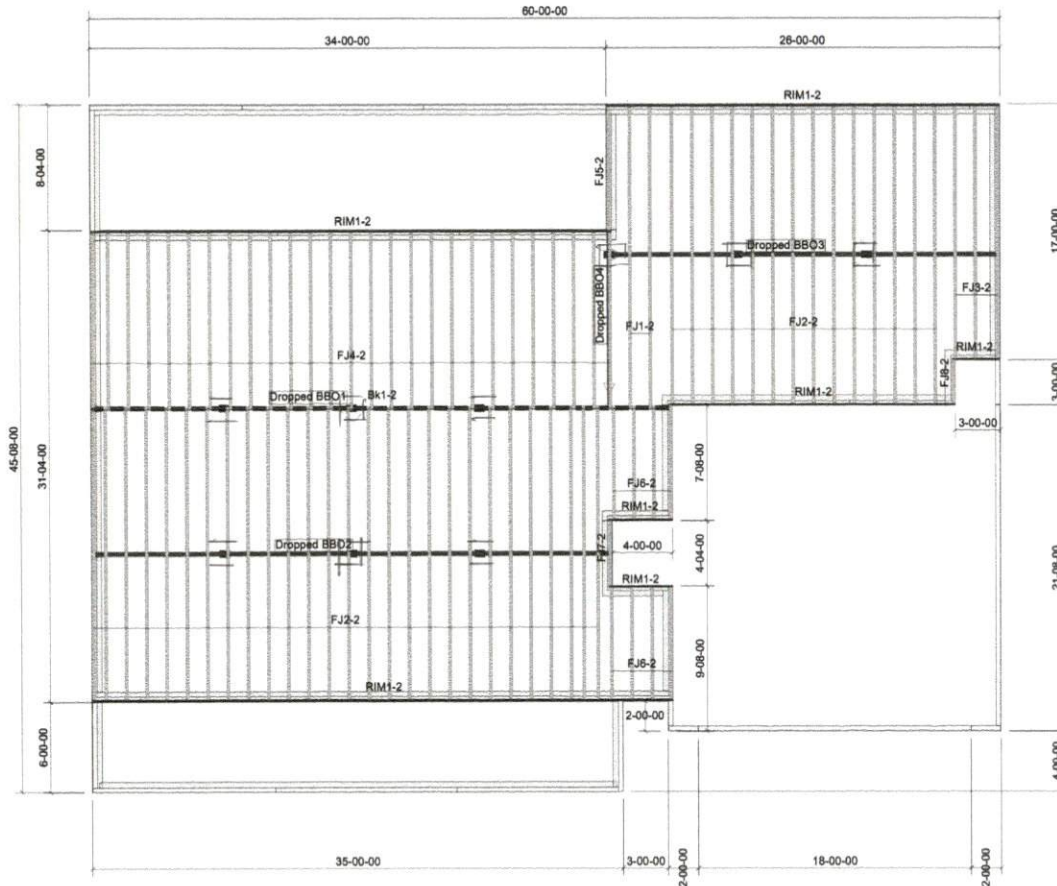 60-00-00
34-00-00
26-00-00
RIM1-2
8-04-00
FJ5-2
17-00-00
RIM1-2
Dropped BBO3
Dropped BBO4
FJ3-2
FJ1-2
FJ2-2
RIM1-2
FJ4-2
FJ8-2
3-00-00
Dropped BBO1
Bk1-2
RIM1-2
3-00-00
45-08-00
31-04-00
7-08-00
FJ6-2
RIM1-2
Dropped BBO2
FJ7-2
4-00-00
4-04-00
21-08-00
RIM1-2
FJ2-2
9-08-00
FJ6-2
RIM1-2
2-00-00
6-00-00
4-00-00
35-00-00
3-00-00
2-00-00
18-00-00
2-00-00